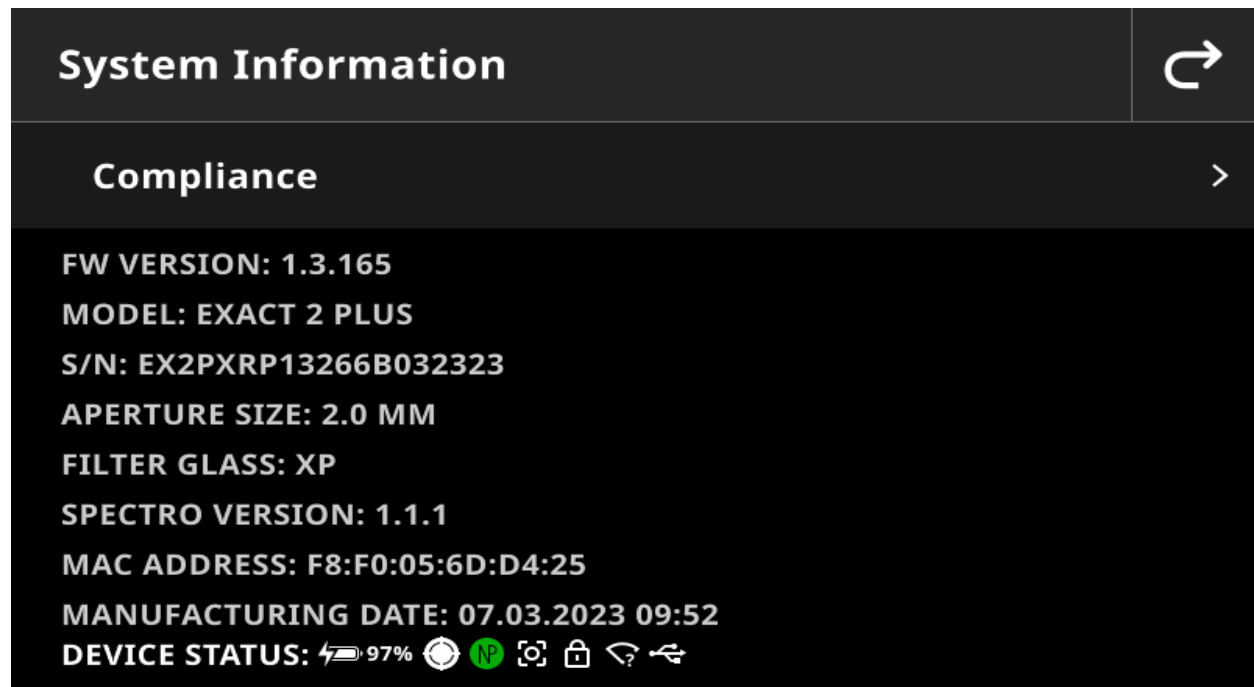 System Information
Compliance
FW VERSION: 1.3.165
MODEL: EXACT 2 PLUS
S/N: EX2PXRP13266B032323
APERTURE SIZE: 2.0 MM
FILTER GLASS: XP
SPECTRO VERSION: 1.1.1
MAC ADDRESS: F8:F0:05:6D:D4:25
MANUFACTURING DATE: 07.03.2023 09:52
DEVICE STATUS: 97% NP